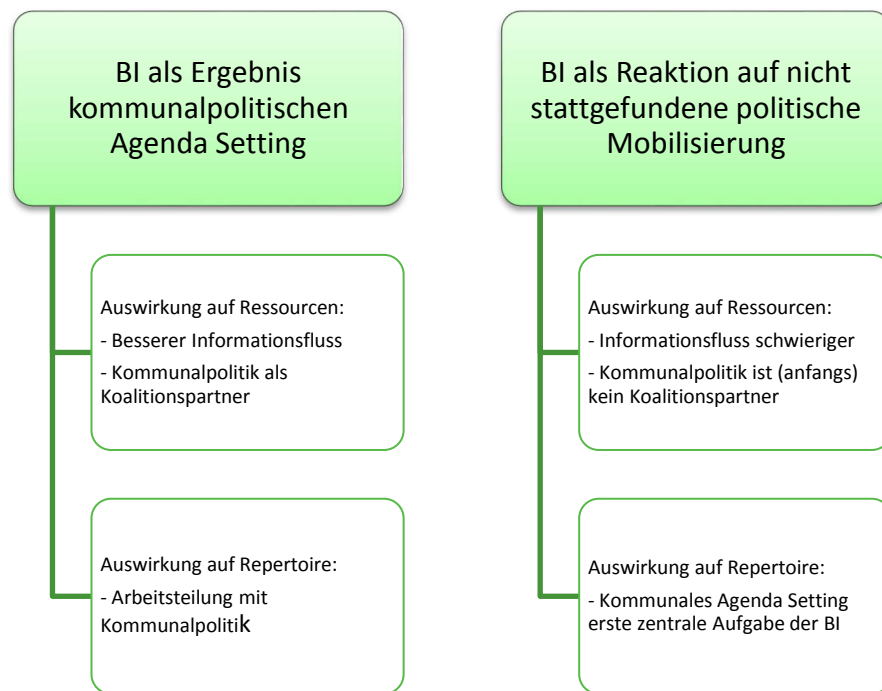 BI als Ergebnis
kommunalpolitischen
Agenda Setting
Auswirkung auf Ressourcen:
- Besserer Informationsfluss
- Kommunalpolitik als
Koalitionspartner
Auswirkung auf Repertoire:
- Arbeitsteilung mit
Kommunalpolitik
BI als Reaktion auf nicht
stattgefundene politische
Mobilisierung
Auswirkung auf Ressourcen:
- Informationsfluss schwieriger
- Kommunalpolitik ist (anfangs)
kein Koalitionspartner
Auswirkung auf Repertoire:
- Kommunales Agenda Setting
erste zentrale Aufgabe der BI